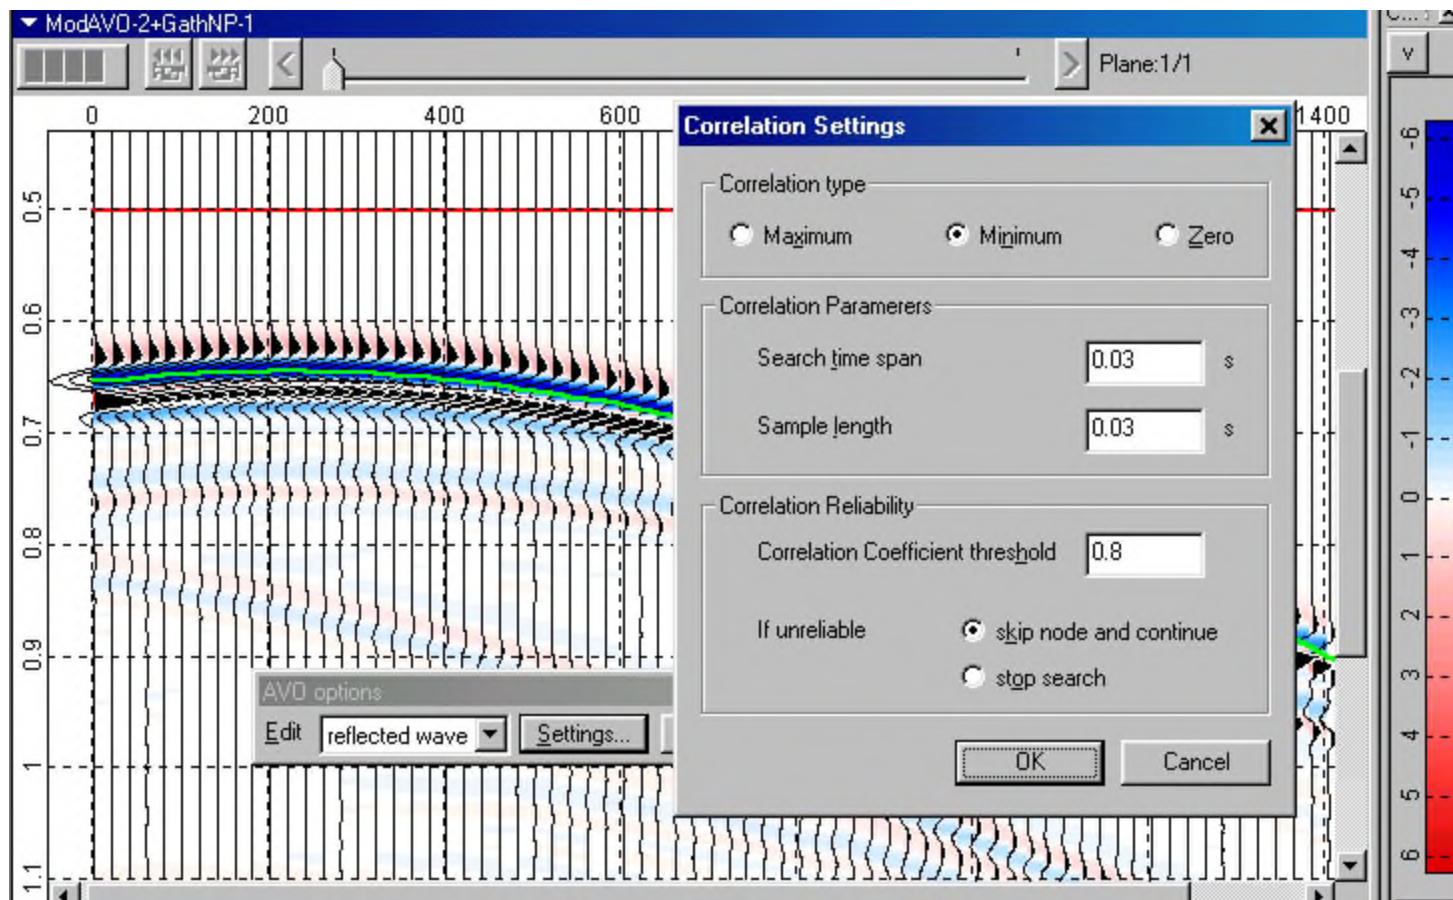 ModAVO-2+GathNP-1
Plane:1/1
0 200 400 600 1400
Correlation Settings
Correlation type
Maximum Minimum Zero
Correlation Paramerers
Search time span 0.03 s
Sample length 0.03 s
Correlation Reliability
Correlation Coefficient threshold 0.8
If unreliable skip node and continue
stop search
OK Cancel
AVO options
Edit reflected wave Settings...
0.5
0.6
0.7
0.8
0.9
1
1.1
V
-6
-5
-4
-3
-2
-1
0
1
2
3
4
5
6